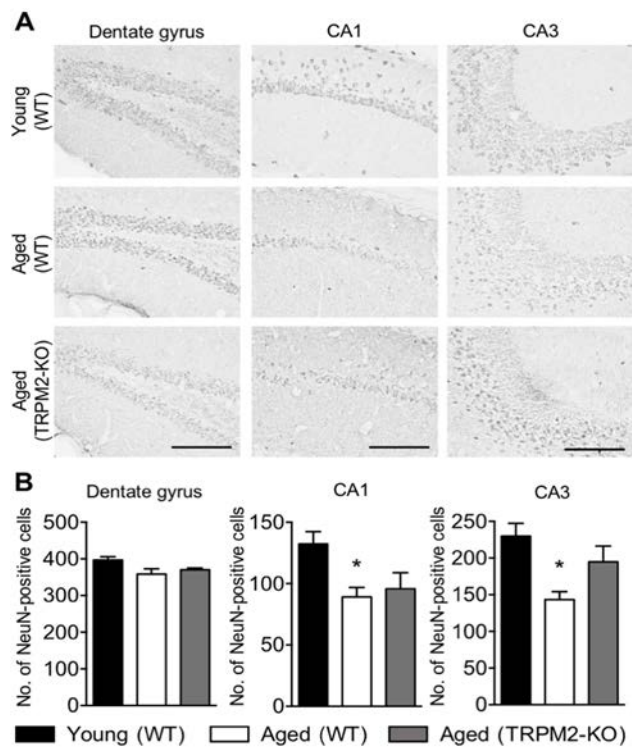 A
Dentate gyrus CA1 CA3
Young
(WT)
Aged
(WT)
Aged
(TRPM2-KO)
B
Dentate gyrus
No. of NeuN-positive cells
500
400
300
200
100
0
CA1
No. of NeuN-positive cells
150
100
50
0
*
CA3
No. of NeuN-positive cells
250
200
150
100
50
0
*
Young (WT) Aged (WT) Aged (TRPM2-KO)